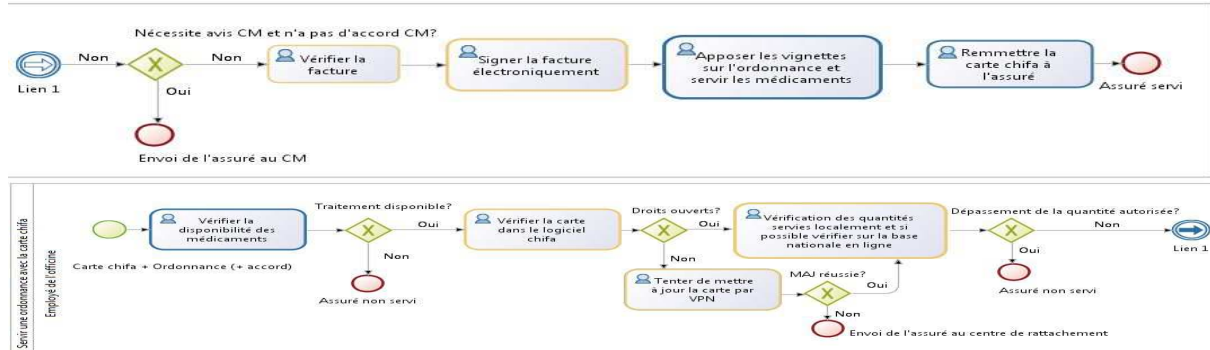 Nécessite avis CM et n'a pas d'accord CM?
Non
Non
Lien 1
Oui
Envoi de l'assuré au CM
Vérifier la
facture
Signer la facture
électroniquement
Apposer les vignettes
sur l'ordonnance et
servir les médicaments
Remmettre la
carte chifa à
l'assuré
Assuré servi
Servir une ordonnance avec la carte chifa
Employé de l'officine
Carte chifa + Ordonnance (+ accord)
Vérifier la
disponibilité des
médicaments
Traitement disponible?
Oui
Non
Assuré non servi
Vérifier la carte
dans le logiciel
chifa
Droits ouverts?
Oui
Non
Tenter de mettre
à jour la carte par
VPN
MAJ réussie?
Oui
Non
Envoi de l'assuré au centre de rattachement
Vérification des quantités
servies localement et si
possible vérifier sur la base
nationale en ligne
Dépassement de la quantité autorisée?
Non
Oui
Assuré non servi
Lien 1